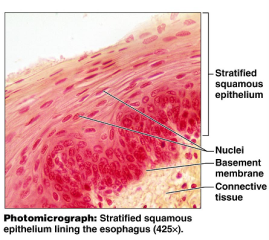 Stratified
squamous
epithelium
Nuclei
Basement
membrane
Connective
tissue
Photomicrograph: Stratified squamous
epithelium lining the esophagus (425×).